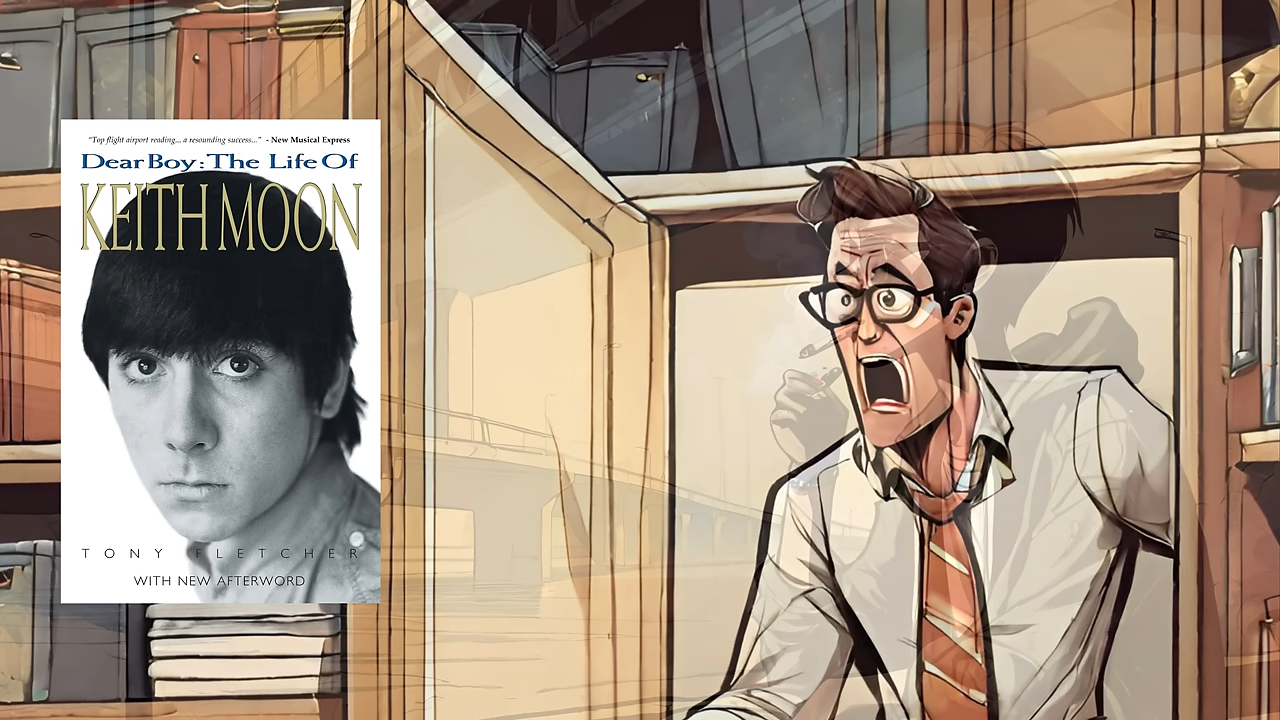 "Top flight airport reading... a resounding success..." - New Musical Express
Dear Boy: The Life Of
KEITH MOON
TONY FLETCHER
WITH NEW AFTERWORD